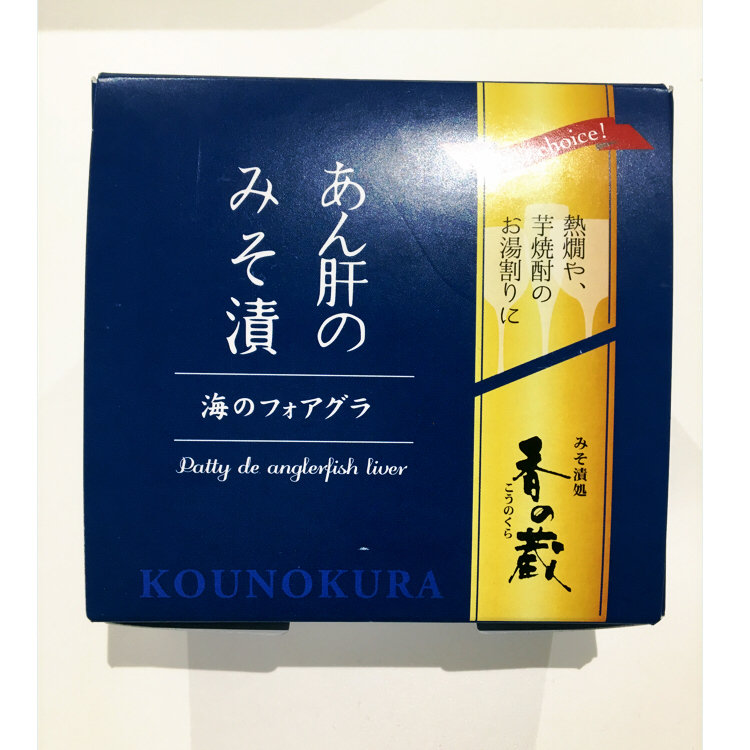 あん肝の
みそ漬
海のフォアグラ
Patty de anglerfish liver
KOUNOKURA
choice!
熱燗や、
芋焼酎の
お湯割りに
みそ漬処
香の蔵
こうのくら